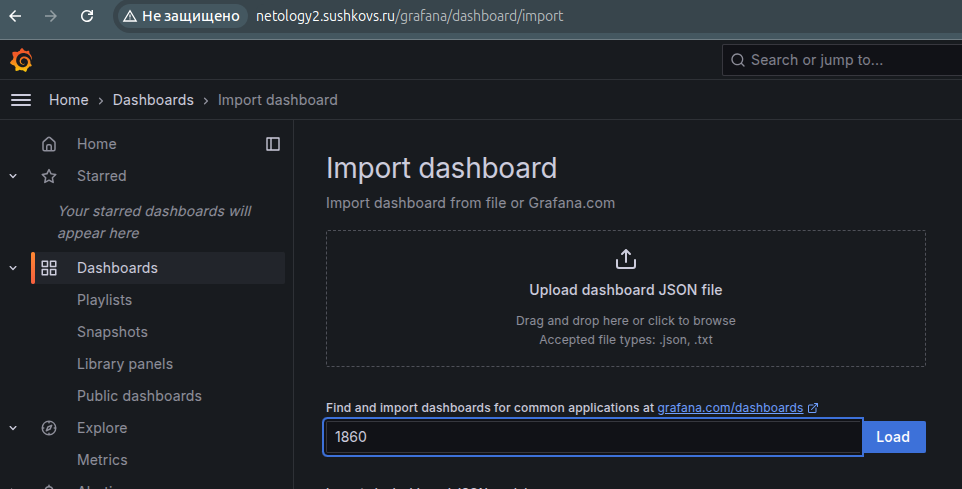 Не защищено netology2.sushkovs.ru/grafana/dashboard/import
Search or jump to...
Home › Dashboards › Import dashboard
Home
Starred
Your starred dashboards will
appear here
Dashboards
Playlists
Snapshots
Library panels
Public dashboards
Explore
Metrics
Import dashboard
Import dashboard from file or Grafana.com
Upload dashboard JSON file
Drag and drop here or click to browse
Accepted file types: .json, .txt
Find and import dashboards for common applications at grafana.com/dashboards
1860 Load